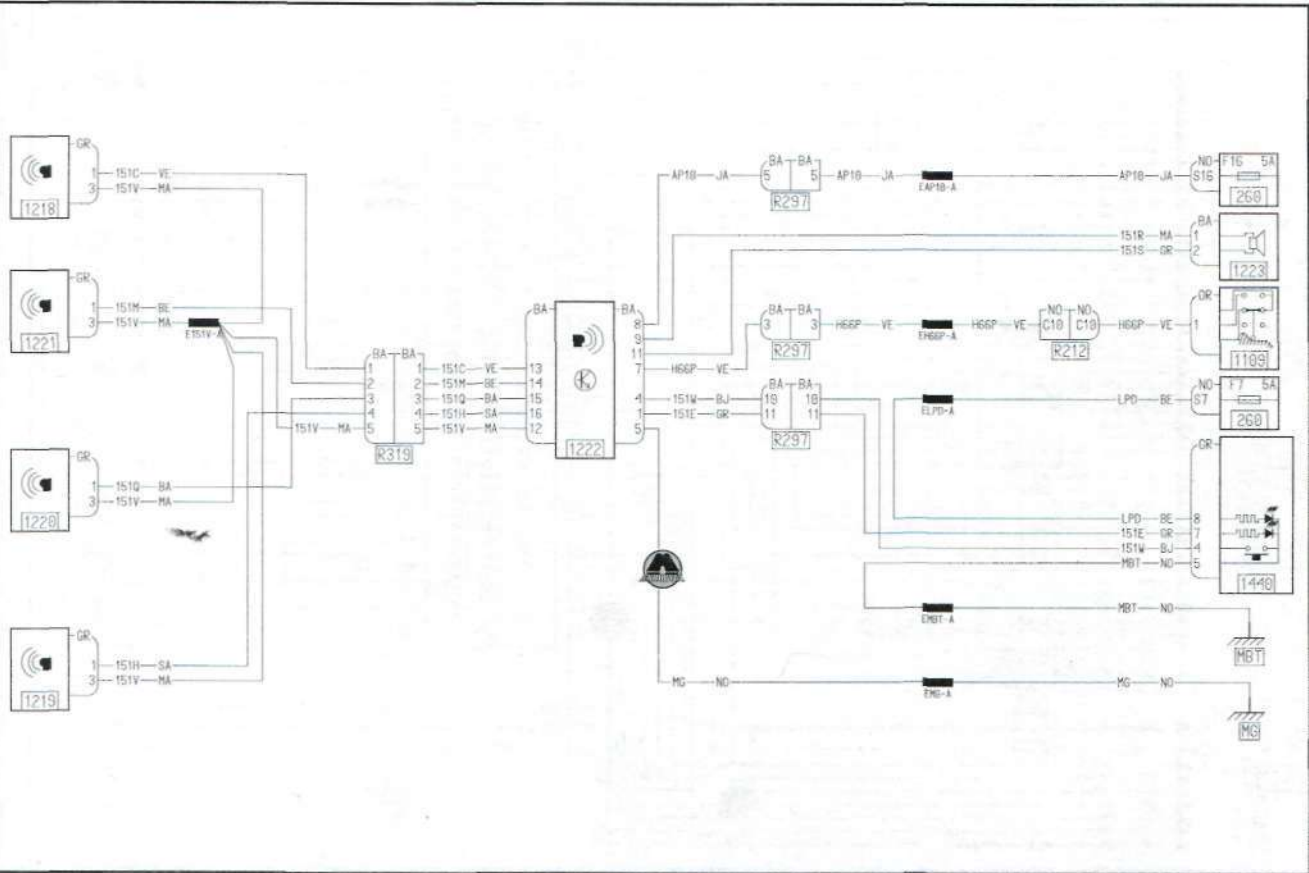 GR
1 151C VE
3 151V MA
1218
GR
1 151M BE
3 151V MA
E151V-A
1221
GR
1 151Q BA
3 151V MA
1220
GR
1 151H SA
3 151V MA
1219
BA BA
1 1 151C VE 13
2 2 151M BE 14
3 3 151Q BA 15
4 4 151H SA 16
151V MA 5 5 151V MA 12
R319
BA BA
1222
8 AP18 JA
9
11
7 H66P VE
4 151W BJ
1 151E GR
5
BA BA
5 5 AP18 JA
R297
EAP18-A
AP18 JA
NO F16 5A
S16
260
BA
151R MA 1
151S GR 2
1223
BA BA
3 3 H66P VE
R297
EH66P-A
H66P VE
NO NO
C10 C10
R212
H66P VE
OR
1
1109
BA BA
10 10
11 11
R297
ELPD-A
LPD BE
NO F7 5A
S7
260
GR
LPD BE 8
151E GR 7
151W BJ 4
MBT NO 5
1440
EMBT-A
MBT NO
MBT
MG NO
EMG-A
MG NO
MG